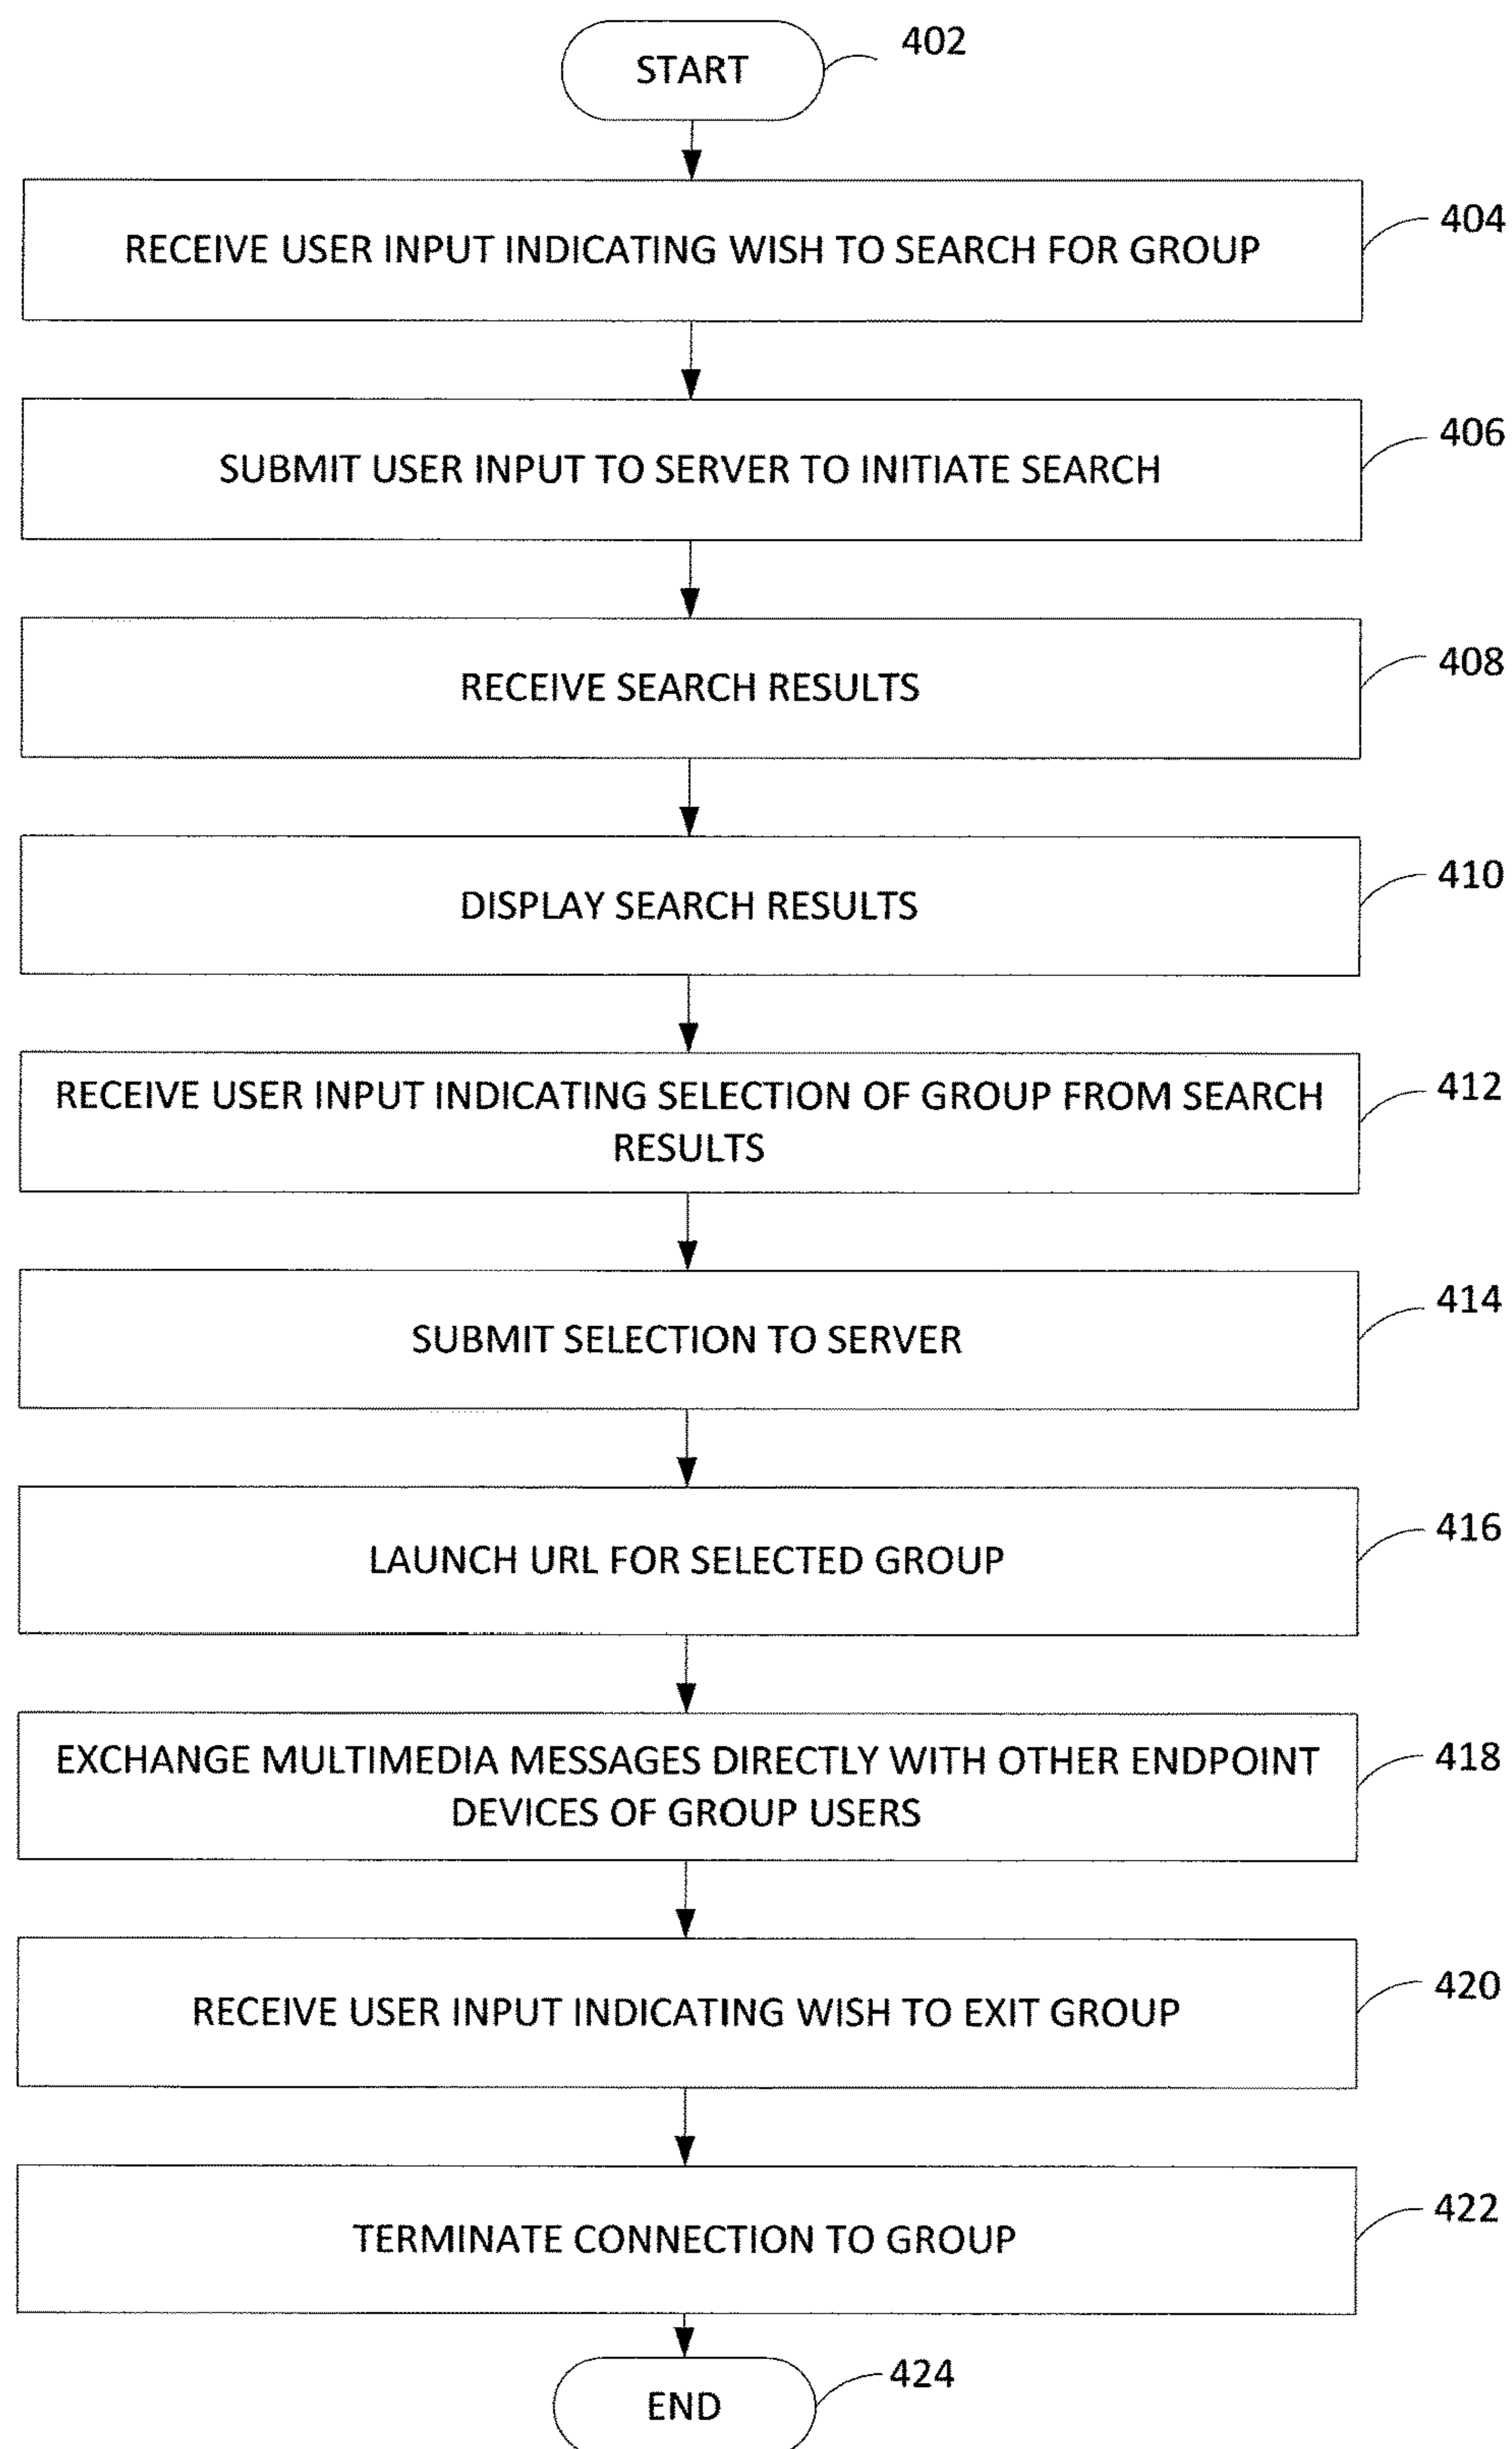 START
402
RECEIVE USER INPUT INDICATING WISH TO SEARCH FOR GROUP
404
SUBMIT USER INPUT TO SERVER TO INITIATE SEARCH
406
RECEIVE SEARCH RESULTS
408
DISPLAY SEARCH RESULTS
410
RECEIVE USER INPUT INDICATING SELECTION OF GROUP FROM SEARCH
RESULTS
412
SUBMIT SELECTION TO SERVER
414
LAUNCH URL FOR SELECTED GROUP
416
EXCHANGE MULTIMEDIA MESSAGES DIRECTLY WITH OTHER ENDPOINT
DEVICES OF GROUP USERS
418
RECEIVE USER INPUT INDICATING WISH TO EXIT GROUP
420
TERMINATE CONNECTION TO GROUP
422
END
424